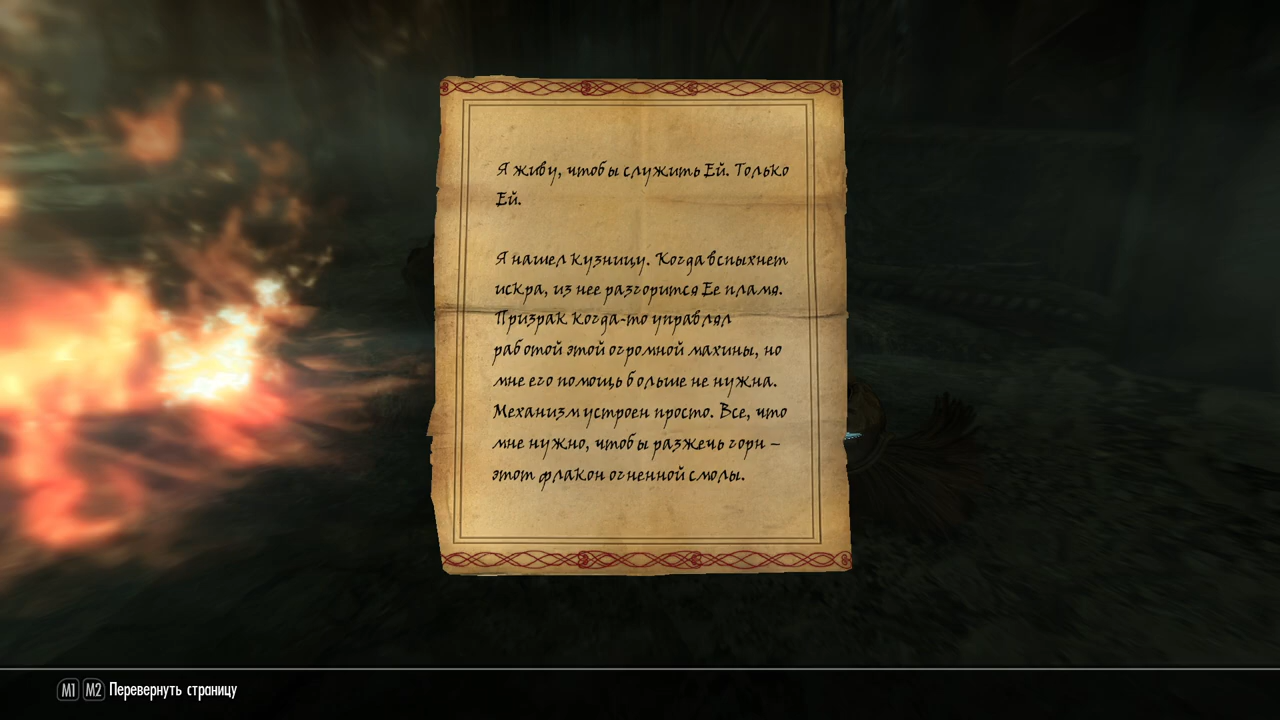 Я живу, чтобы служить Ей. Только
Ей.
Я нашел Кузницу. Когда вспыхнет
искра, из нее разгорится Ее пламя.
Призрак когда-то управлял
работой этой огромной махины, но
мне его помощь больше не нужна.
Механизм устроен просто. Все, что
мне нужно, чтобы разжечь горн –
этот флакон огненной смолы.
M1 M2 Перевернуть страницу